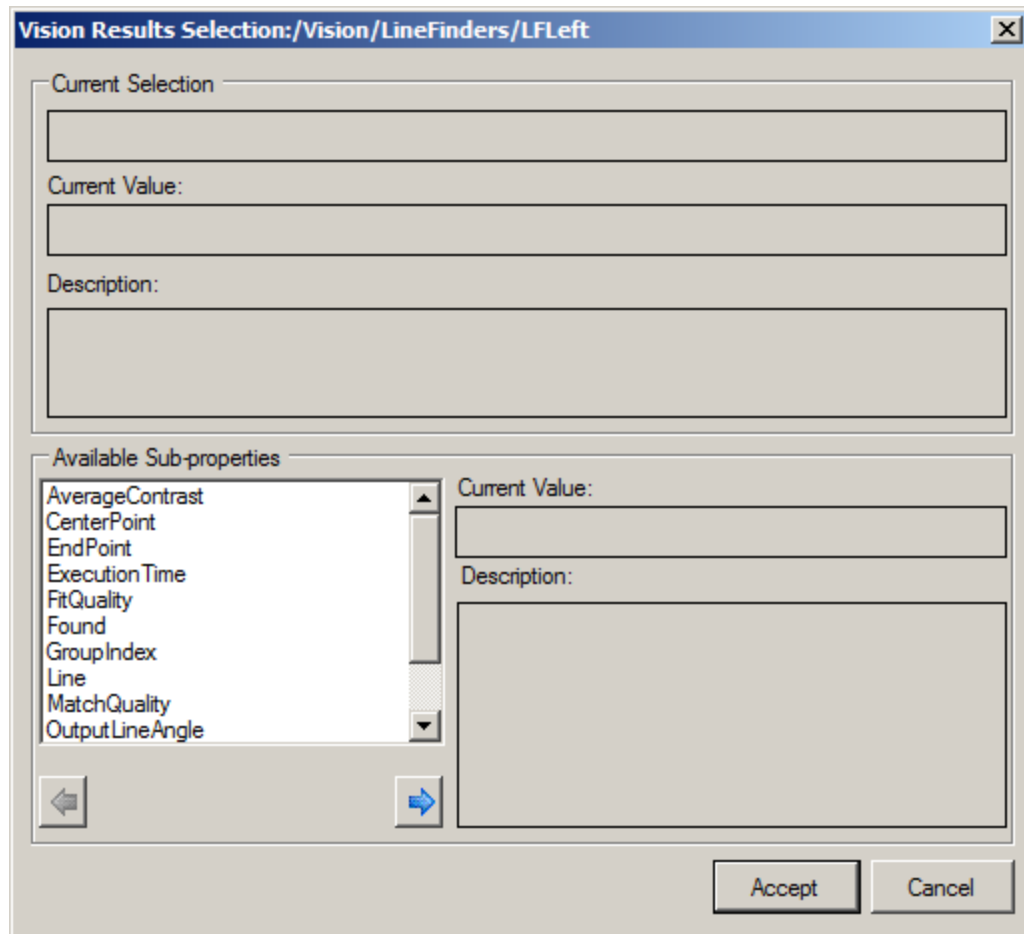 Vision Results Selection:/Vision/LineFinders/LFLeft
Current Selection
Current Value:
Description:
Available Sub-properties
AverageContrast
CenterPoint
EndPoint
ExecutionTime
FitQuality
Found
GroupIndex
Line
MatchQuality
OutputLineAngle
Current Value:
Description:
Accept
Cancel